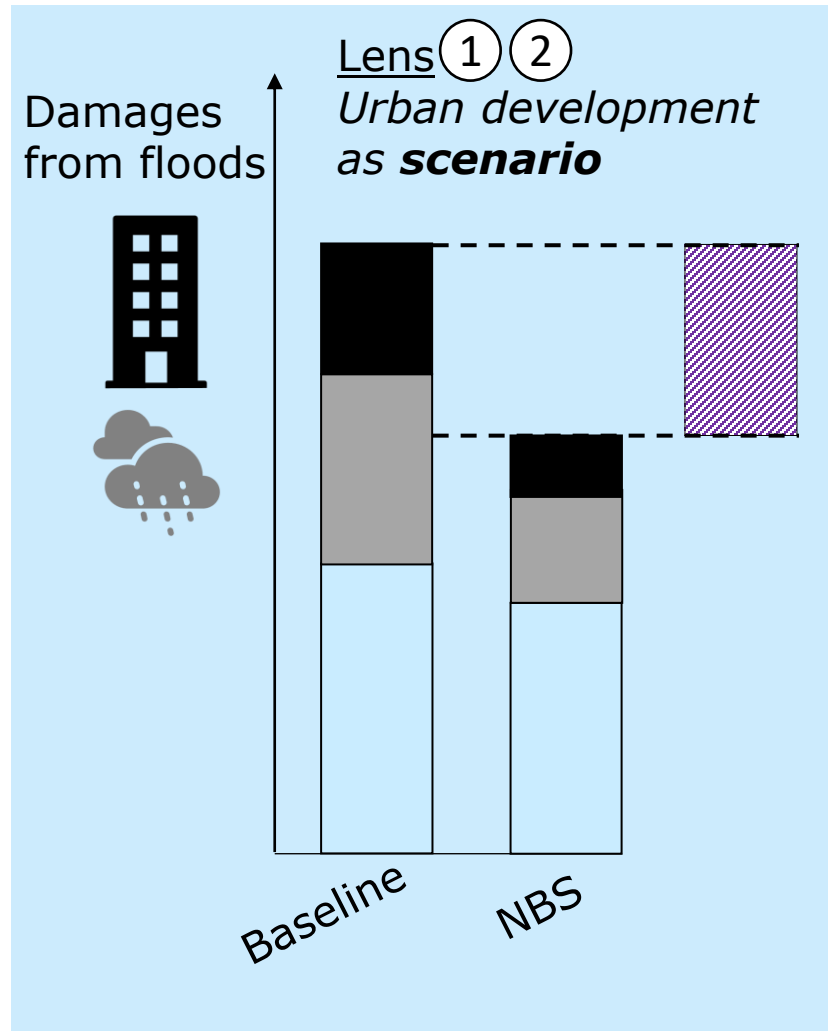 Lens 1 2
Urban development
as scenario
Damages
from floods
Baseline
NBS